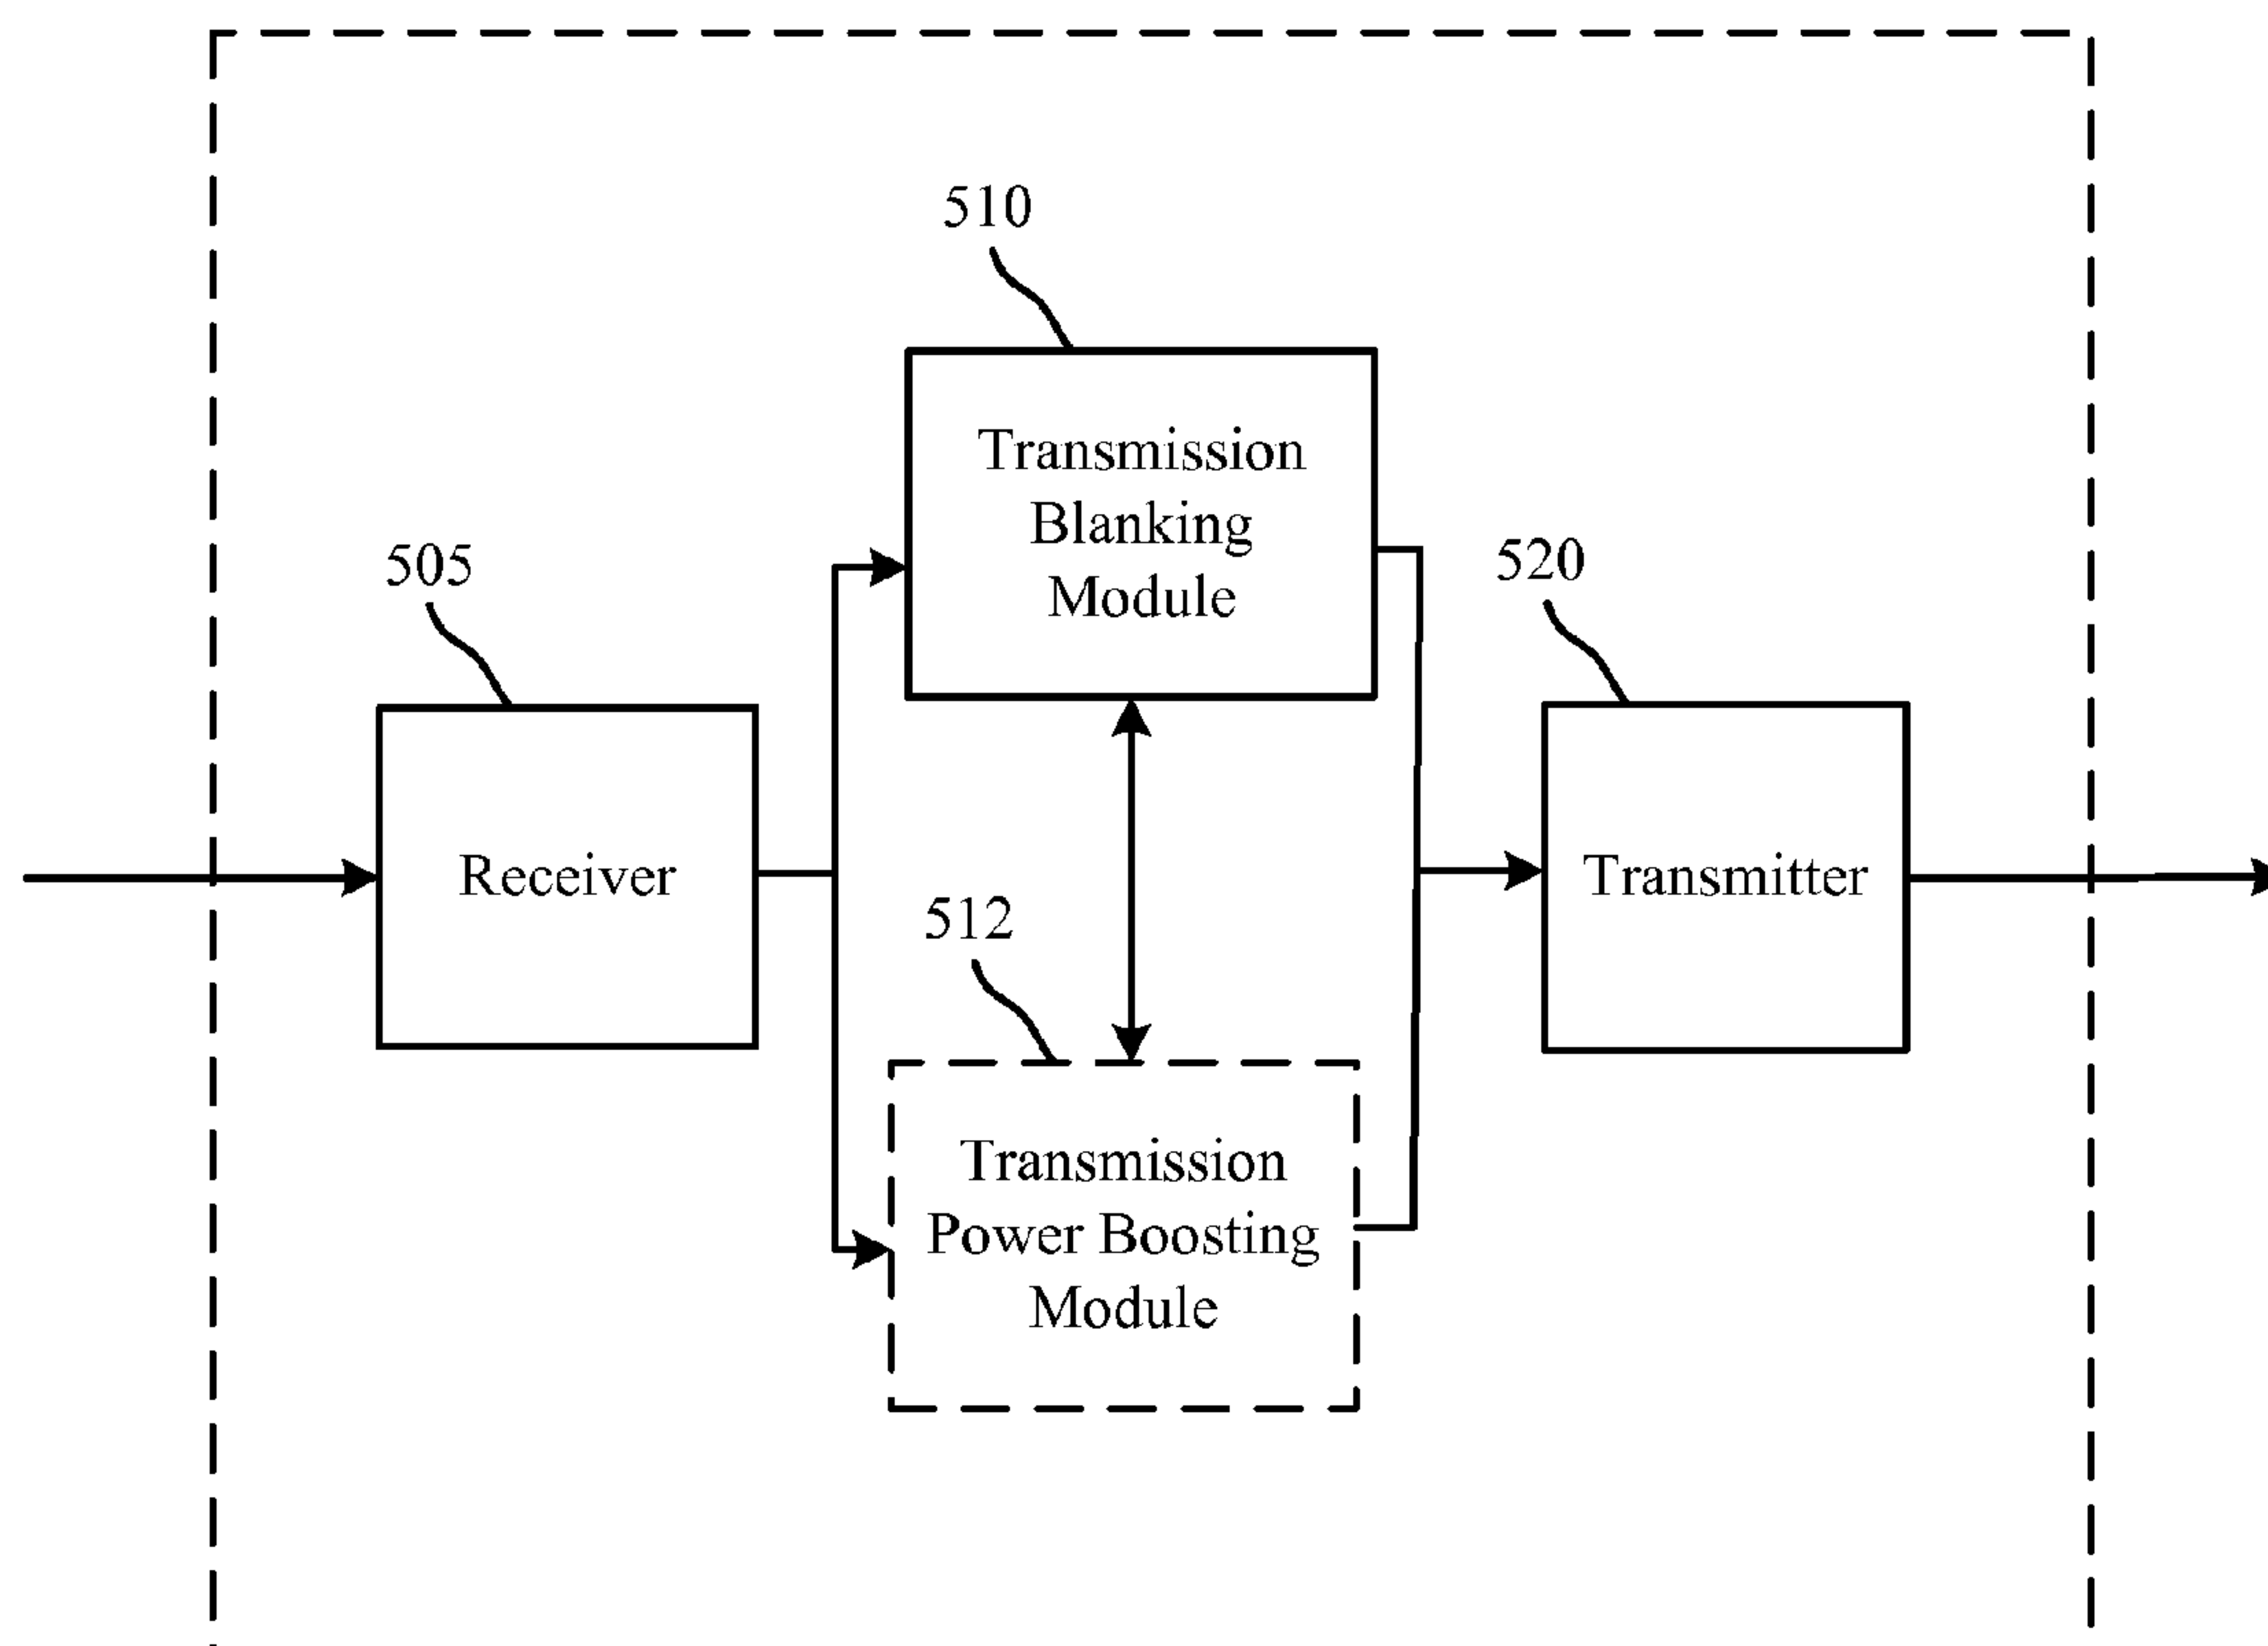 510
Transmission
Blanking
Module
505
520
Receiver
Transmitter
512
Transmission
Power Boosting
Module